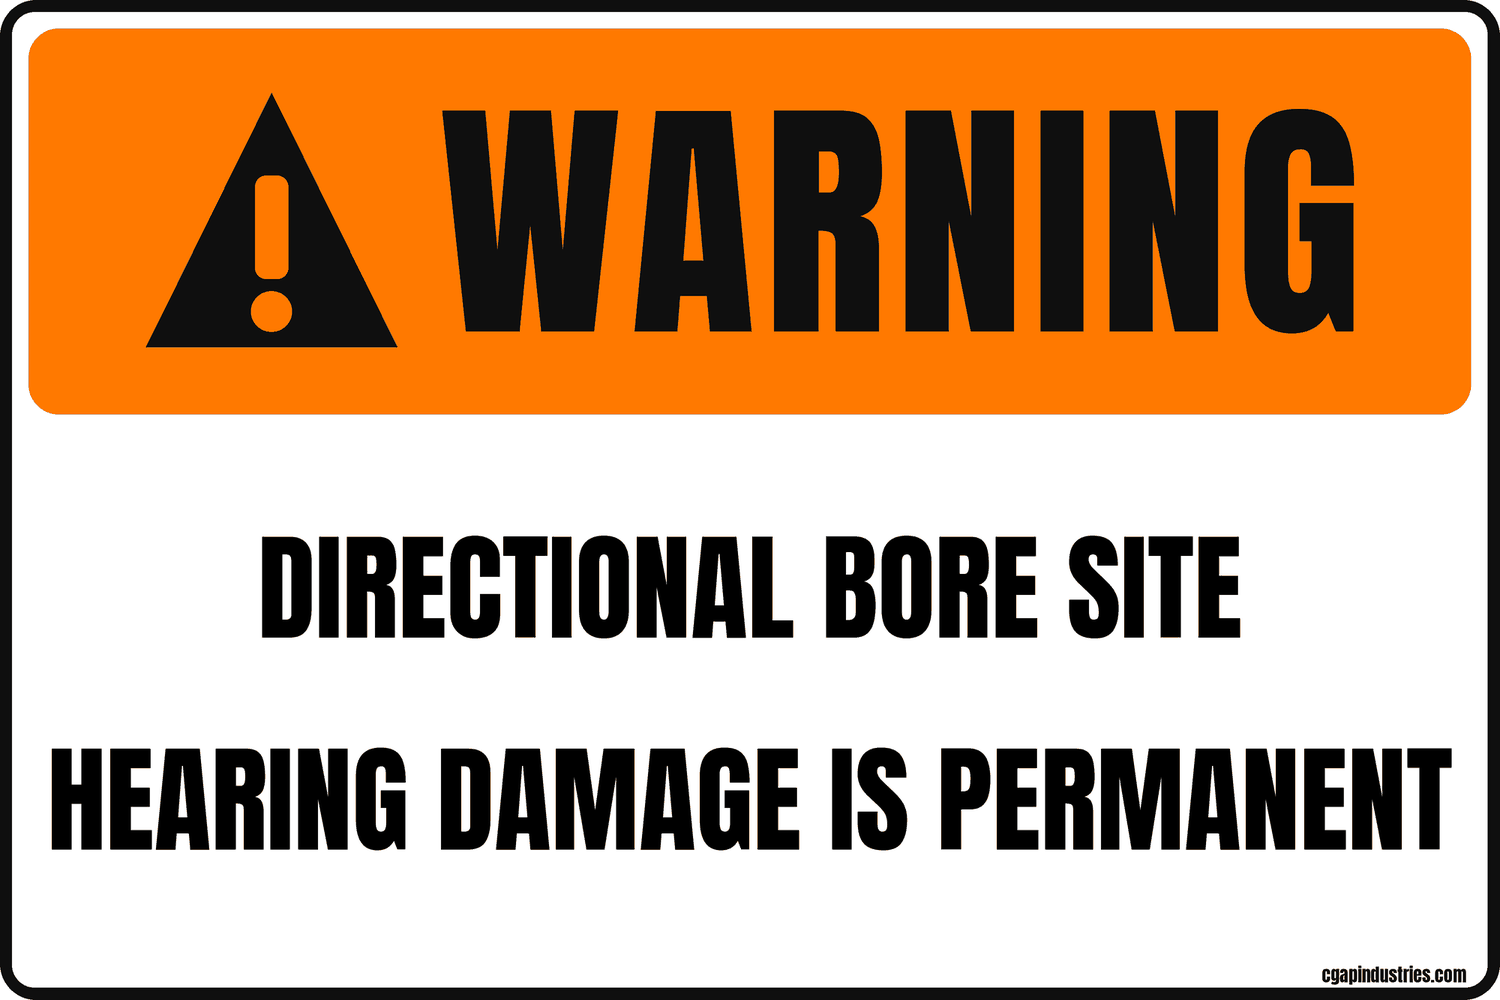 WARNING
DIRECTIONAL BORE SITE
HEARING DAMAGE IS PERMANENT
cgapindustries.com